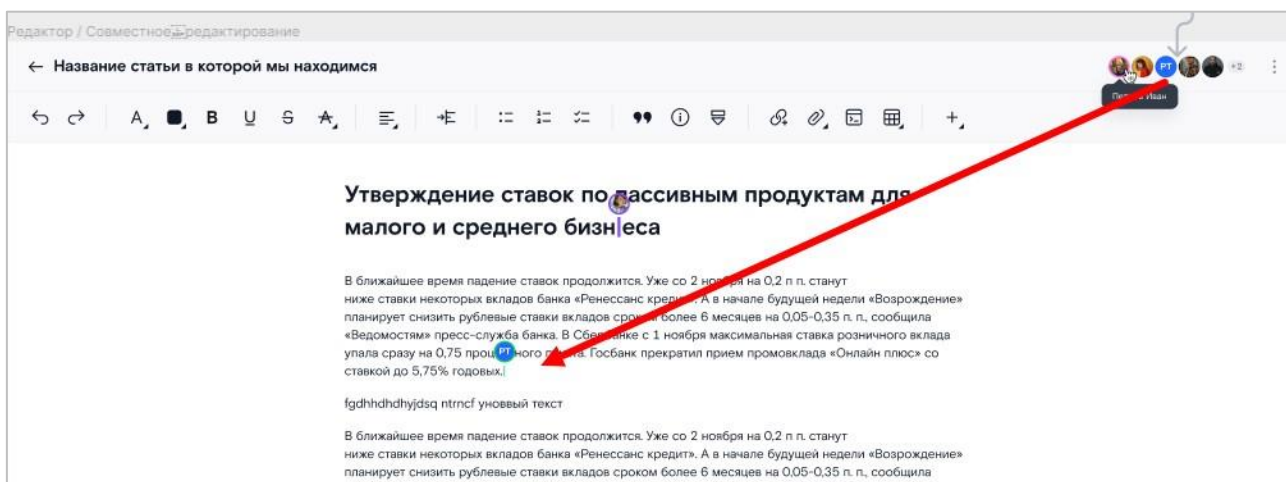 Редактор / Совместное редактирование
← Название статьи в которой мы находимся
PT
+2
Иван
A B U S A
Утверждение ставок по пассивным продуктам для
малого и среднего бизнеса
В ближайшее время падение ставок продолжится. Уже со 2 ноября на 0,2 п п. станут
ниже ставки некоторых вкладов банка «Ренессанс кредит». А в начале будущей недели «Возрождение»
планирует снизить рублевые ставки вкладов сроком более 6 месяцев на 0,05-0,35 п. п., сообщила
«Ведомостям» пресс-служба банка. В Сбербанке с 1 ноября максимальная ставка розничного вклада
упала сразу на 0,75 процентного пункта. Госбанк прекратил прием промовклада «Онлайн плюс» со
PT
ставкой до 5,75% годовых.
fgdhhdhdhyjdsq ntrncf уноввый текст
В ближайшее время падение ставок продолжится. Уже со 2 ноября на 0,2 п п. станут
ниже ставки некоторых вкладов банка «Ренессанс кредит». А в начале будущей недели «Возрождение»
планирует снизить рублевые ставки вкладов сроком более 6 месяцев на 0,05-0,35 п. п., сообщила